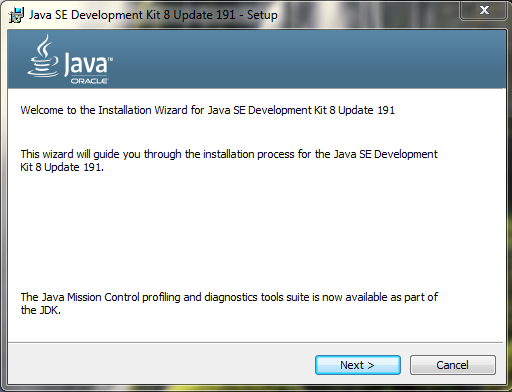 Java SE Development Kit 8 Update 191 - Setup
Java™
ORACLE
Welcome to the Installation Wizard for Java SE Development Kit 8 Update 191
This wizard will guide you through the installation process for the Java SE Development
Kit 8 Update 191.
The Java Mission Control profiling and diagnostics tools suite is now available as part of
the JDK.
Next >
Cancel